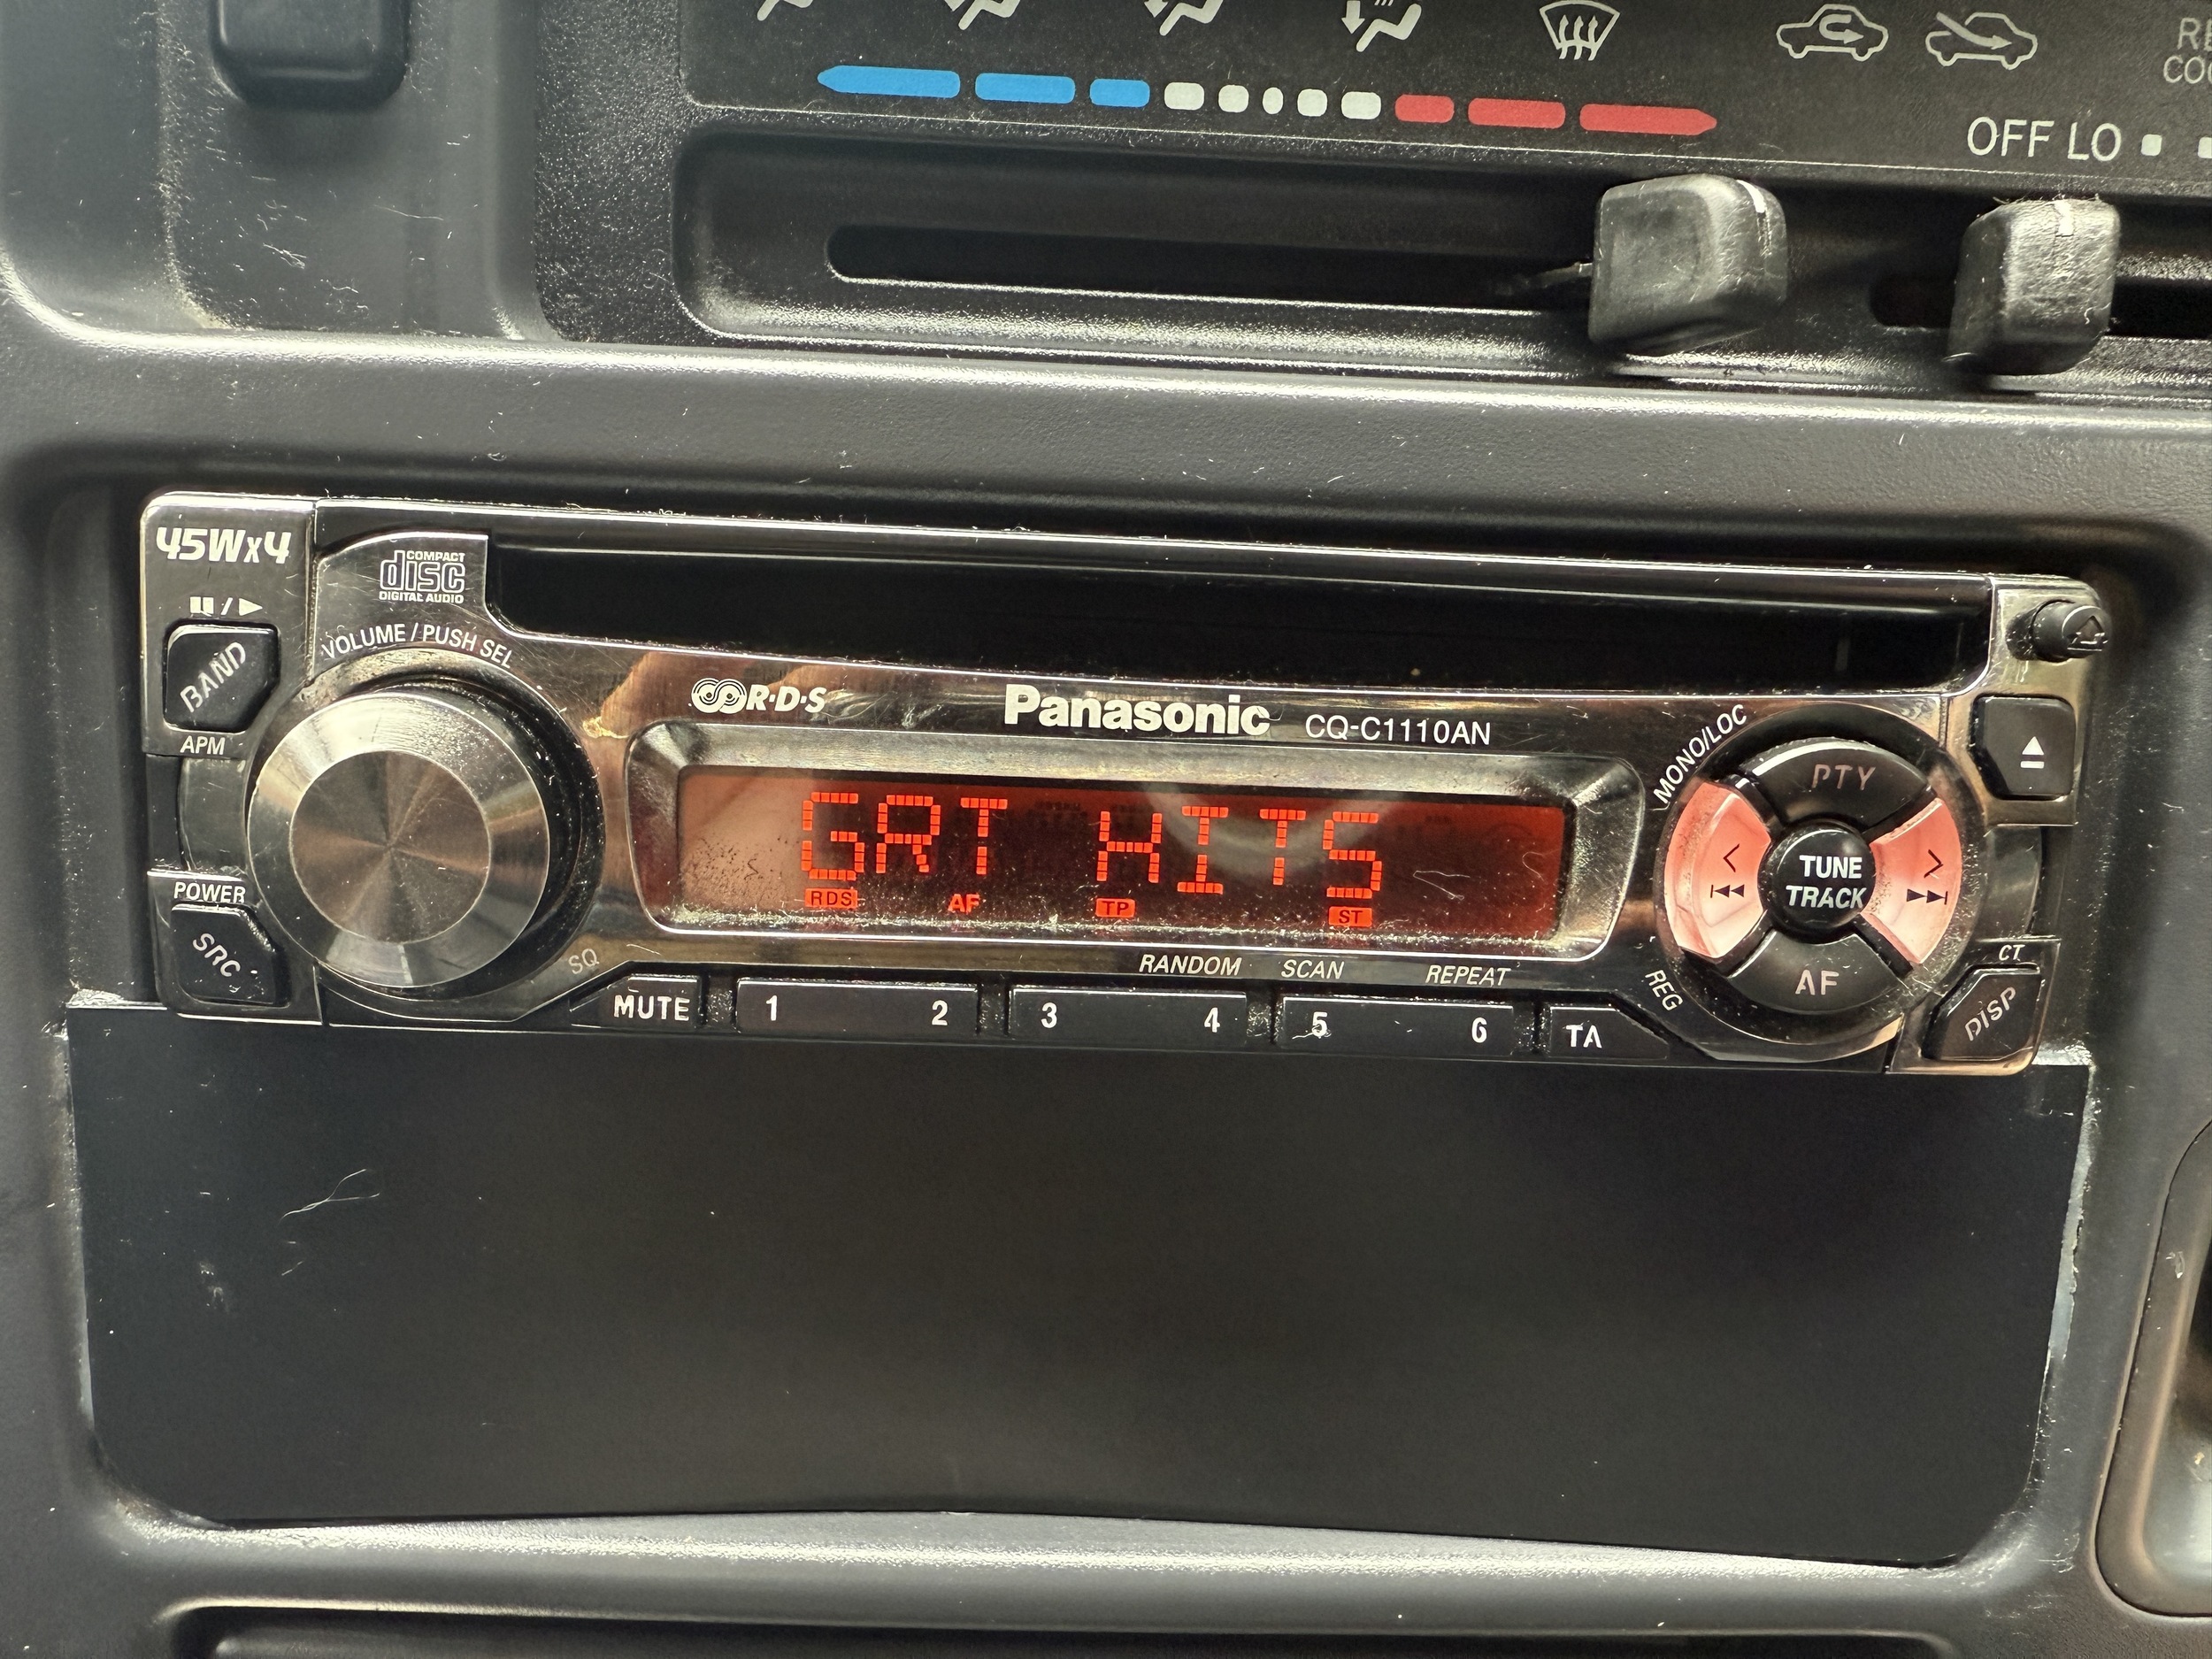 OFF LO
45Wx4
COMPACT
disc
DIGITAL AUDIO
VOLUME / PUSH SEL
BAND
APM
R·D·S
Panasonic CQ-C1110AN
MONO/LOC
PTY
GRT HITS
RDS AF TP ST
TUNE
TRACK
POWER
SRC
SQ
RANDOM SCAN REPEAT
AF
REG
CT
DISP
MUTE 1 2 3 4 5 6 TA